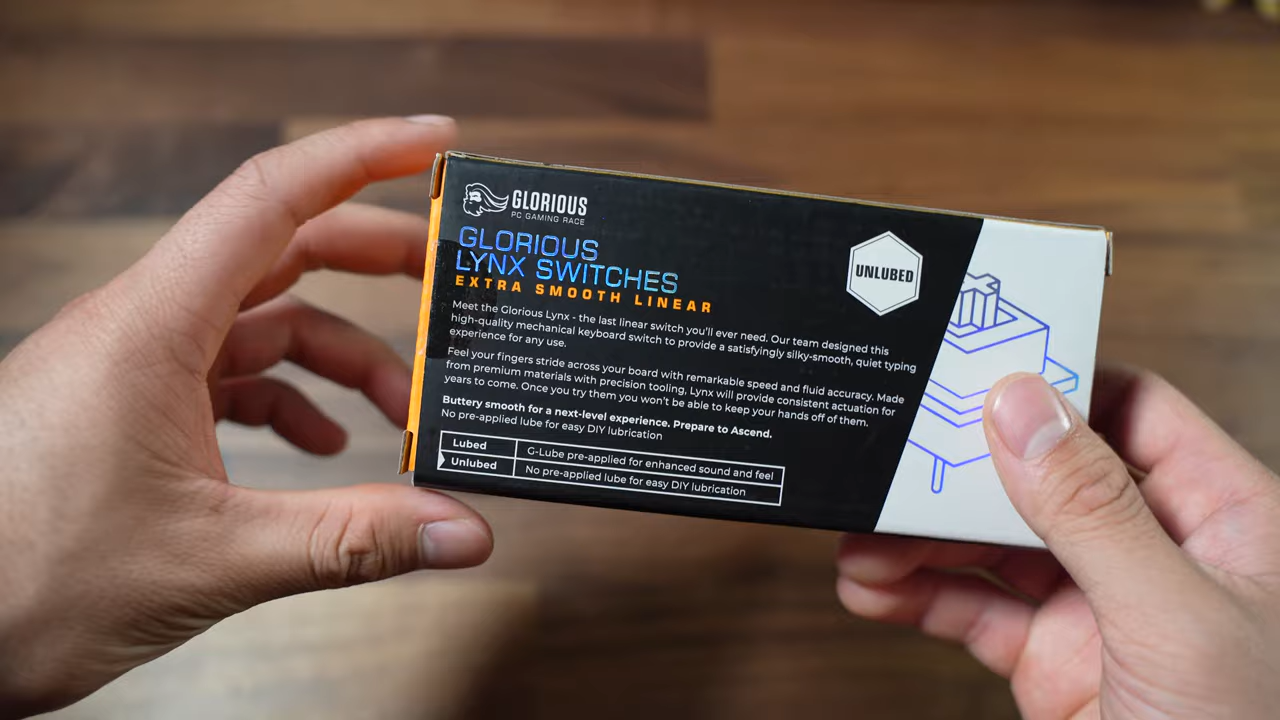 GLORIOUS
PC GAMING RACE
GLORIOUS
LYNX SWITCHES
EXTRA SMOOTH LINEAR
UNLUBED
Meet the Glorious Lynx - the last linear switch you'll ever need. Our team designed this
high-quality mechanical keyboard switch to provide a satisfyingly silky-smooth, quiet typing
experience for any use.
Feel your fingers stride across your board with remarkable speed and fluid accuracy. Made
from premium materials with precision tooling, Lynx will provide consistent actuation for
years to come. Once you try them you won't be able to keep your hands off of them.
Buttery smooth for a next-level experience. Prepare to Ascend.
No pre-applied lube for easy DIY lubrication
Lubed G-Lube pre-applied for enhanced sound and feel
Unlubed No pre-applied lube for easy DIY lubrication